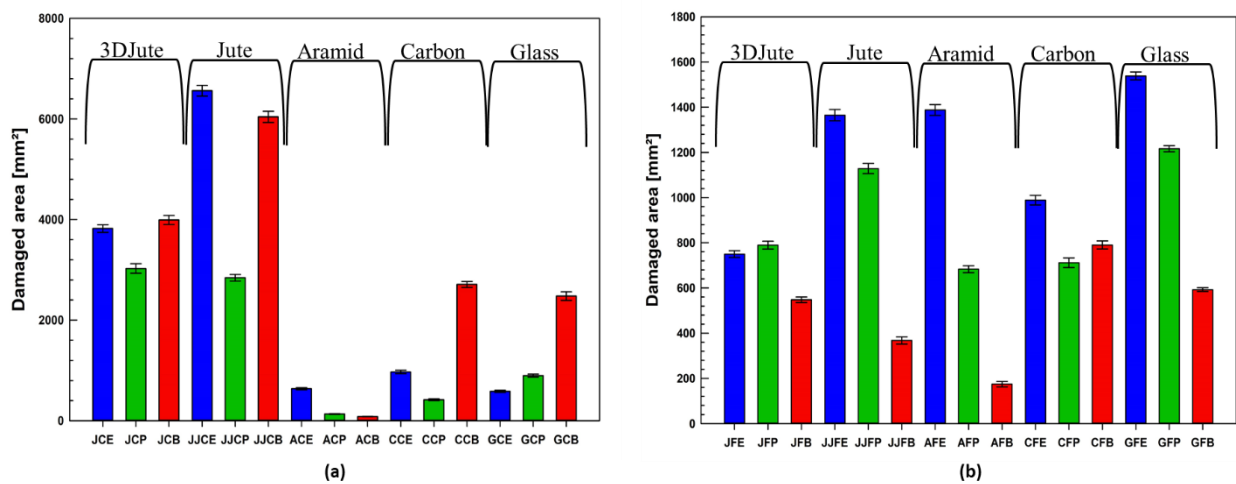 8000
6000
4000
2000
0
Damaged area [mm²]
3DJute Jute Aramid Carbon Glass
JCE JCP JCB JJCE JJCP JJCB ACE ACP ACB CCE CCP CCB GCE GCP GCB
(a)
1800
1600
1400
1200
1000
800
600
400
200
0
Damaged area [mm²]
3DJute Jute Aramid Carbon Glass
JFE JFP JFB JJFE JJFP JJFB AFE AFP AFB CFE CFP CFB GFE GFP GFB
(b)